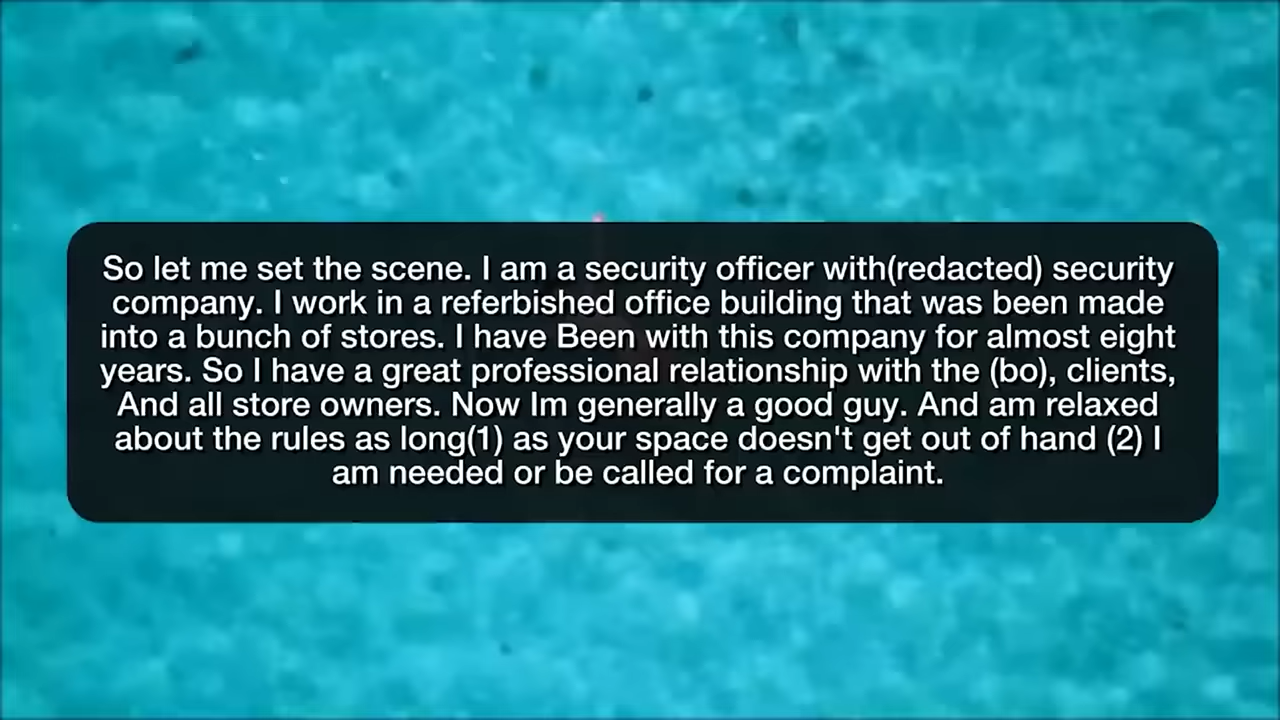 So let me set the scene. I am a security officer with(redacted) security
company. I work in a referbished office building that was been made
into a bunch of stores. I have Been with this company for almost eight
years. So I have a great professional relationship with the (bo), clients,
And all store owners. Now Im generally a good guy. And am relaxed
about the rules as long(1) as your space doesn't get out of hand (2) I
am needed or be called for a complaint.